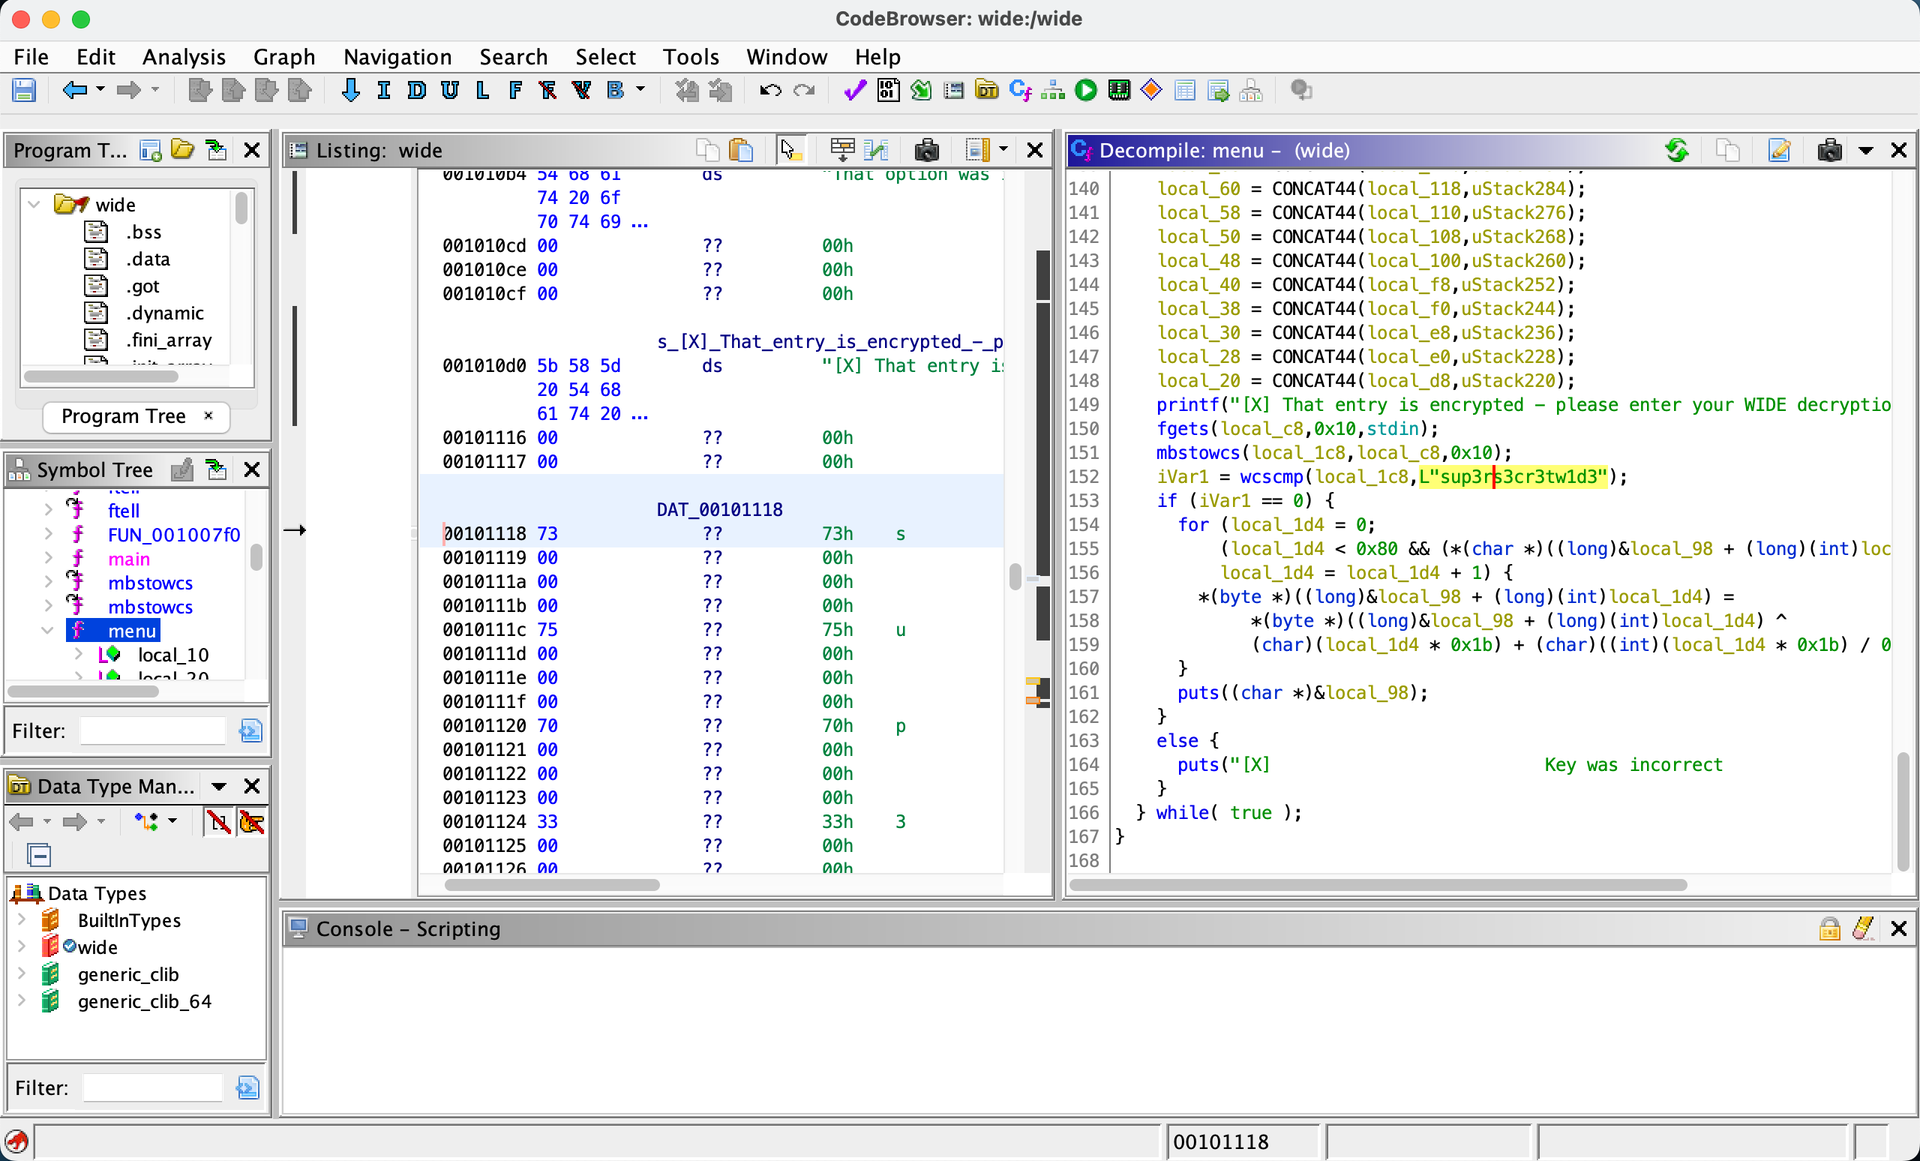 CodeBrowser: wide:/wide
File Edit Analysis Graph Navigation Search Select Tools Window Help
I D U L F F V B
Program T...
wide
.bss
.data
.got
.dynamic
.fini_array
Program Tree ×
Symbol Tree
ftell
FUN_001007f0
main
mbstowcs
mbstowcs
menu
local_10
Filter:
Data Type Man...
Data Types
BuiltInTypes
wide
generic_clib
generic_clib_64
Filter:
Listing: wide
001010b4 54 68 61 ds "That option was
74 20 6f
70 74 69 ...
001010cd 00 ?? 00h
001010ce 00 ?? 00h
001010cf 00 ?? 00h
s_[X]_That_entry_is_encrypted_-_p
001010d0 5b 58 5d ds "[X] That entry is
20 54 68
61 74 20 ...
00101116 00 ?? 00h
00101117 00 ?? 00h
DAT_00101118
00101118 73 ?? 73h s
00101119 00 ?? 00h
0010111a 00 ?? 00h
0010111b 00 ?? 00h
0010111c 75 ?? 75h u
0010111d 00 ?? 00h
0010111e 00 ?? 00h
0010111f 00 ?? 00h
00101120 70 ?? 70h p
00101121 00 ?? 00h
00101122 00 ?? 00h
00101123 00 ?? 00h
00101124 33 ?? 33h 3
00101125 00 ?? 00h
00101126 00 ?? 00h
Decompile: menu - (wide)
140 local_60 = CONCAT44(local_118,uStack284);
141 local_58 = CONCAT44(local_110,uStack276);
142 local_50 = CONCAT44(local_108,uStack268);
143 local_48 = CONCAT44(local_100,uStack260);
144 local_40 = CONCAT44(local_f8,uStack252);
145 local_38 = CONCAT44(local_f0,uStack244);
146 local_30 = CONCAT44(local_e8,uStack236);
147 local_28 = CONCAT44(local_e0,uStack228);
148 local_20 = CONCAT44(local_d8,uStack220);
149 printf("[X] That entry is encrypted - please enter your WIDE decryptio
150 fgets(local_c8,0x10,stdin);
151 mbstowcs(local_1c8,local_c8,0x10);
152 iVar1 = wcscmp(local_1c8,L"sup3rs3cr3tw1d3");
153 if (iVar1 == 0) {
154 for (local_1d4 = 0;
155 (local_1d4 < 0x80 && (*(char *)((long)&local_98 + (long)(int)loc
156 local_1d4 = local_1d4 + 1) {
157 *(byte *)((long)&local_98 + (long)(int)local_1d4) =
158 *(byte *)((long)&local_98 + (long)(int)local_1d4) ^
159 (char)(local_1d4 * 0x1b) + (char)((int)(local_1d4 * 0x1b) / 0
160 }
161 puts((char *)&local_98);
162 }
163 else {
164 puts("[X] Key was incorrect
165 }
166 } while( true );
167 }
168
Console - Scripting
00101118